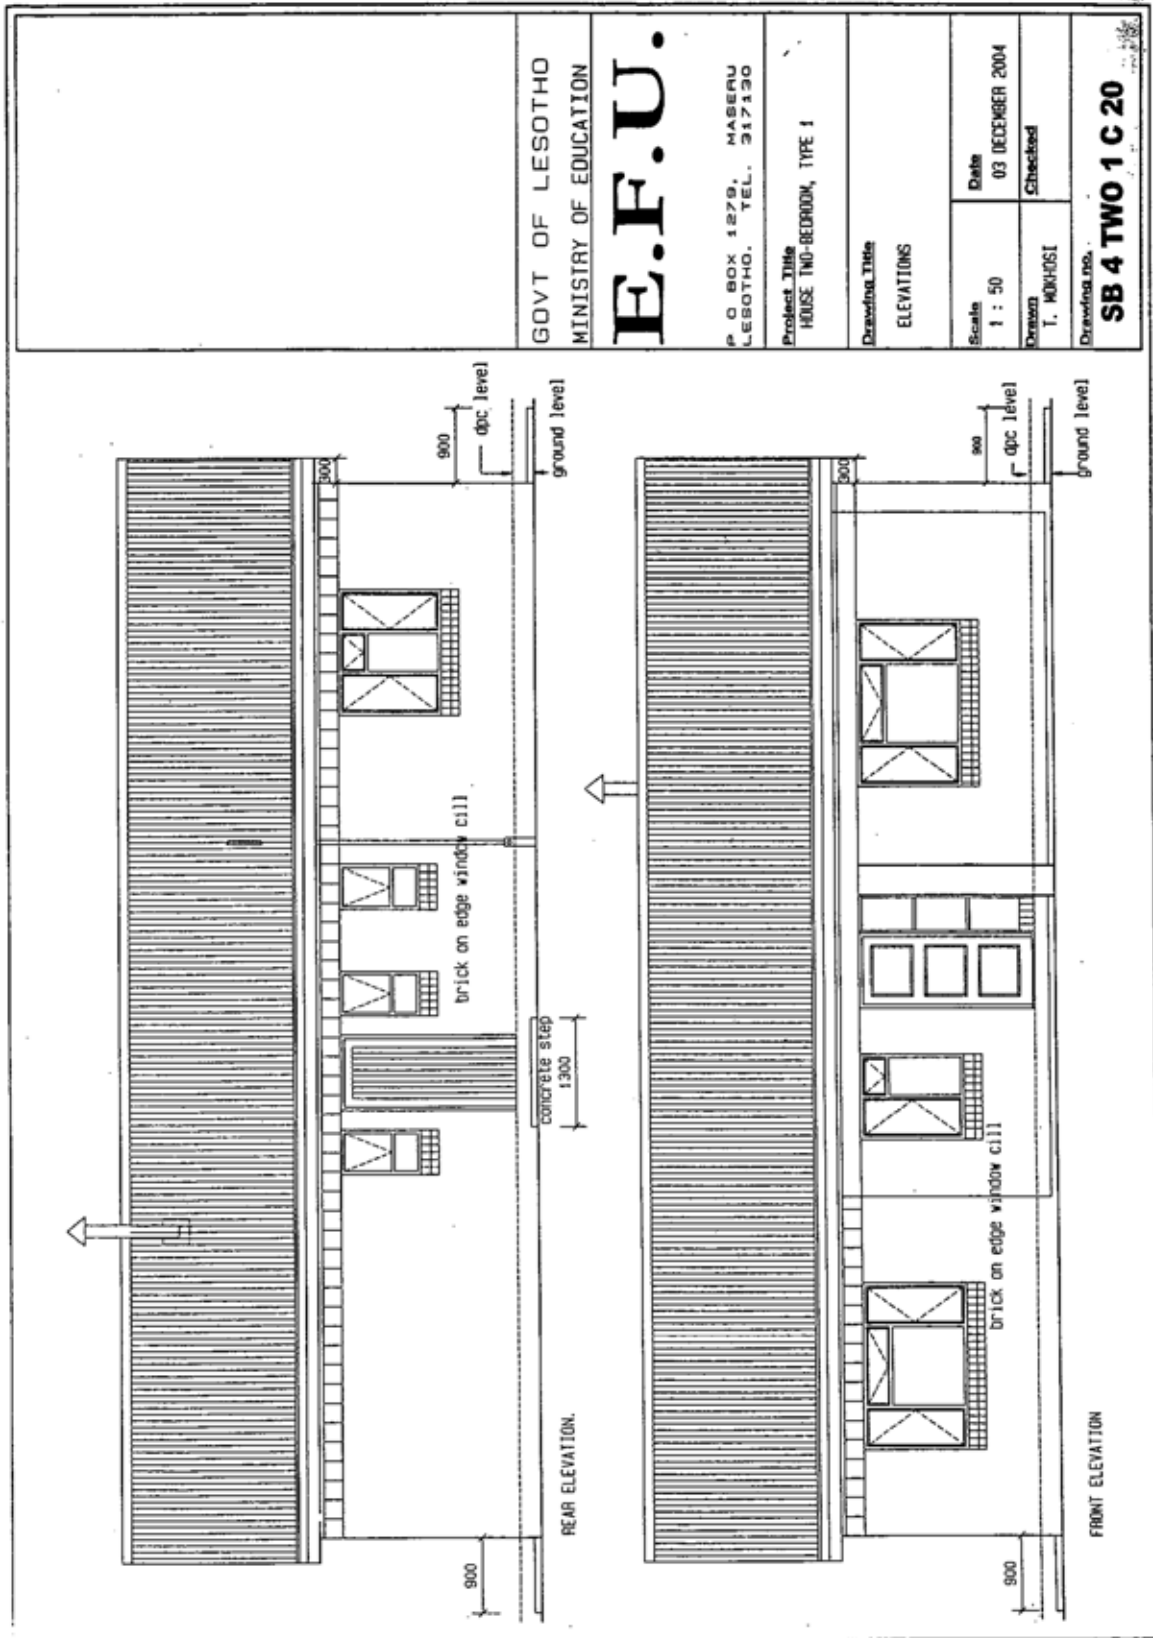 REAR ELEVATION.
900
concrete step
1300
brick on edge window cill
300
900
dpc level
ground level
FRONT ELEVATION
900
brick on edge window cill
300
900
dpc level
ground level
GOVT OF LESOTHO
MINISTRY OF EDUCATION
E.F.U.
P O BOX 1279, MASERU
LESOTHO. TEL. 317130
Project Title
HOUSE TWO-BEDROOM, TYPE 1
Drawing Title
ELEVATIONS
Scale
1 : 50
Date
03 DECEMBER 2004
Drawn
T. MOKHOSI
Checked
Drawing no.
SB 4 TWO 1 C 20